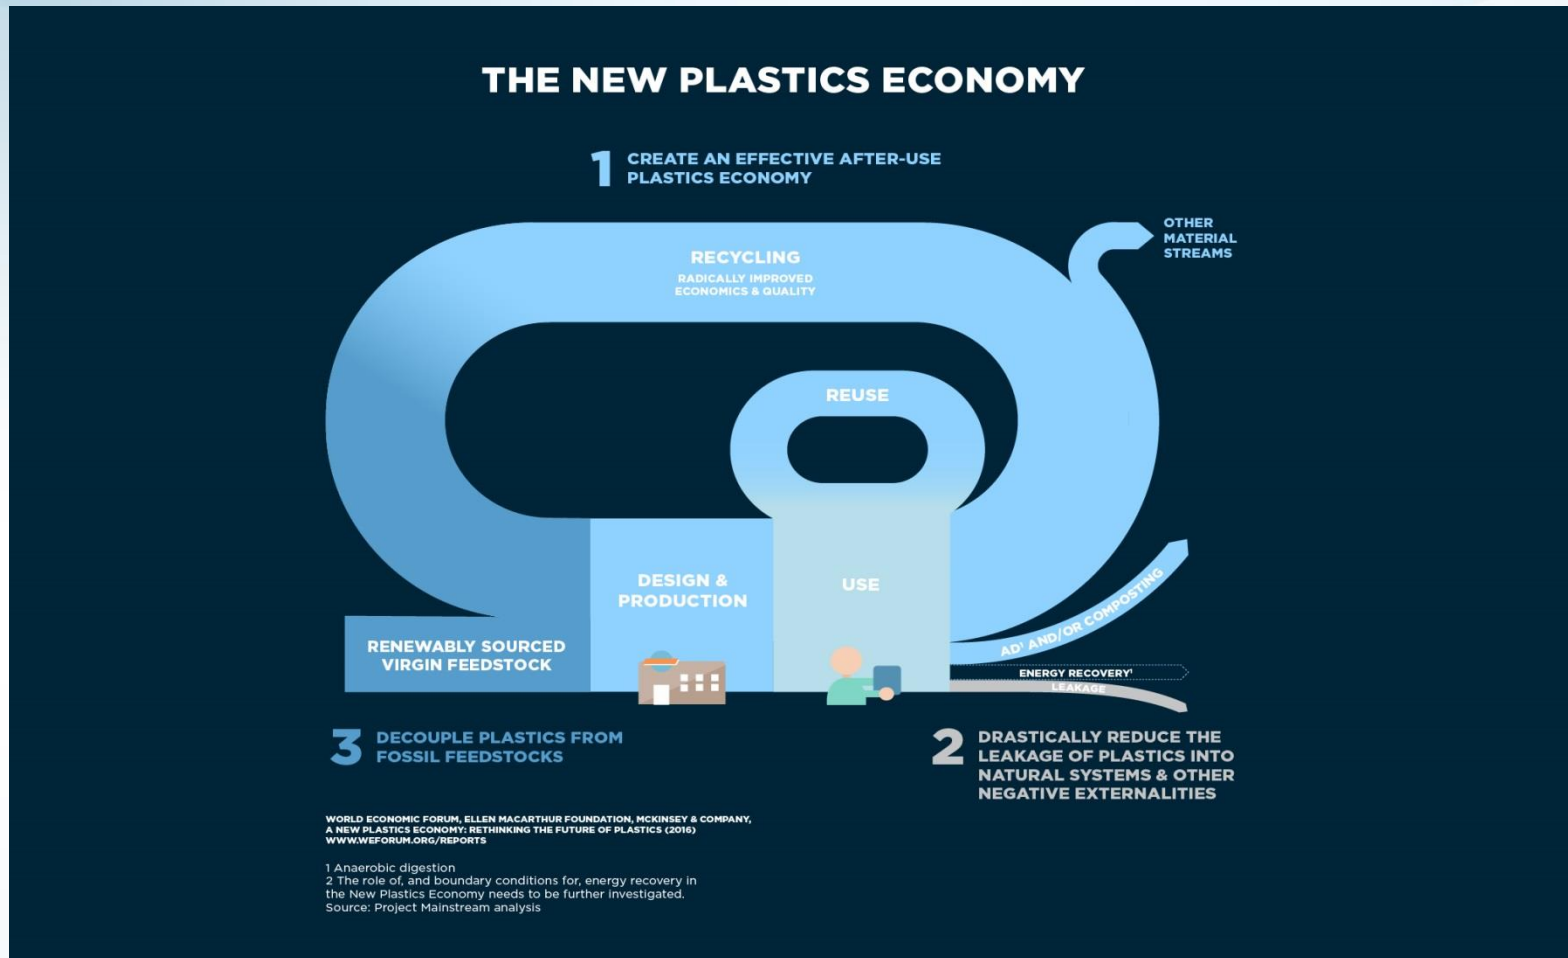 THE NEW PLASTICS ECONOMY
1 CREATE AN EFFECTIVE AFTER-USE
PLASTICS ECONOMY
OTHER
MATERIAL
STREAMS
RECYCLING
RADICALLY IMPROVED
ECONOMICS & QUALITY
REUSE
DESIGN &
PRODUCTION
USE
RENEWABLY SOURCED
VIRGIN FEEDSTOCK
AD¹ AND/OR COMPOSTING
ENERGY RECOVERY¹
LEAKAGE
3 DECOUPLE PLASTICS FROM
FOSSIL FEEDSTOCKS
2 DRASTICALLY REDUCE THE
LEAKAGE OF PLASTICS INTO
NATURAL SYSTEMS & OTHER
NEGATIVE EXTERNALITIES
WORLD ECONOMIC FORUM, ELLEN MACARTHUR FOUNDATION, MCKINSEY & COMPANY,
A NEW PLASTICS ECONOMY: RETHINKING THE FUTURE OF PLASTICS (2016)
WWW.WEFORUM.ORG/REPORTS
1 Anaerobic digestion
2 The role of, and boundary conditions for, energy recovery in
the New Plastics Economy needs to be further investigated.
Source: Project Mainstream analysis